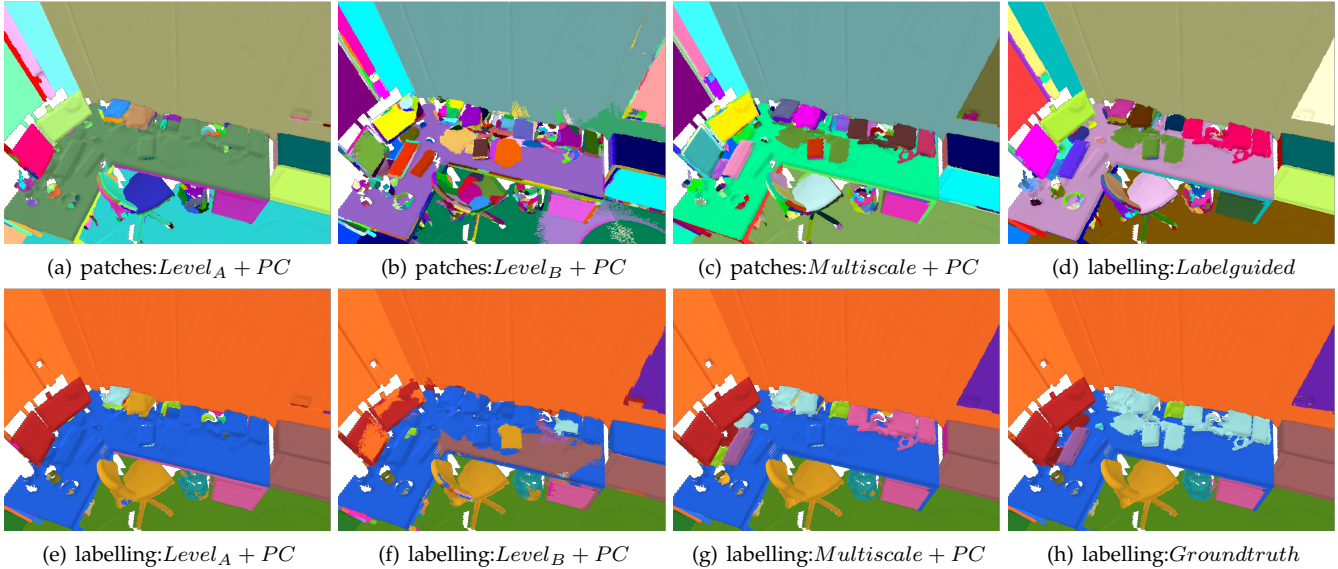 (a) patches:Level_A + PC
(b) patches:Level_B + PC
(c) patches:Multiscale + PC
(d) labelling:Labelguided
(e) labelling:Level_A + PC
(f) labelling:Level_B + PC
(g) labelling:Multiscale + PC
(h) labelling:Groundtruth